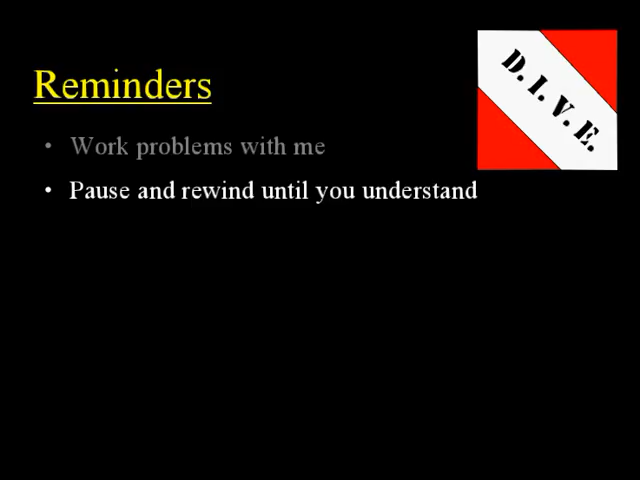 Reminders
D.I.V.E.
• Work problems with me
• Pause and rewind until you understand